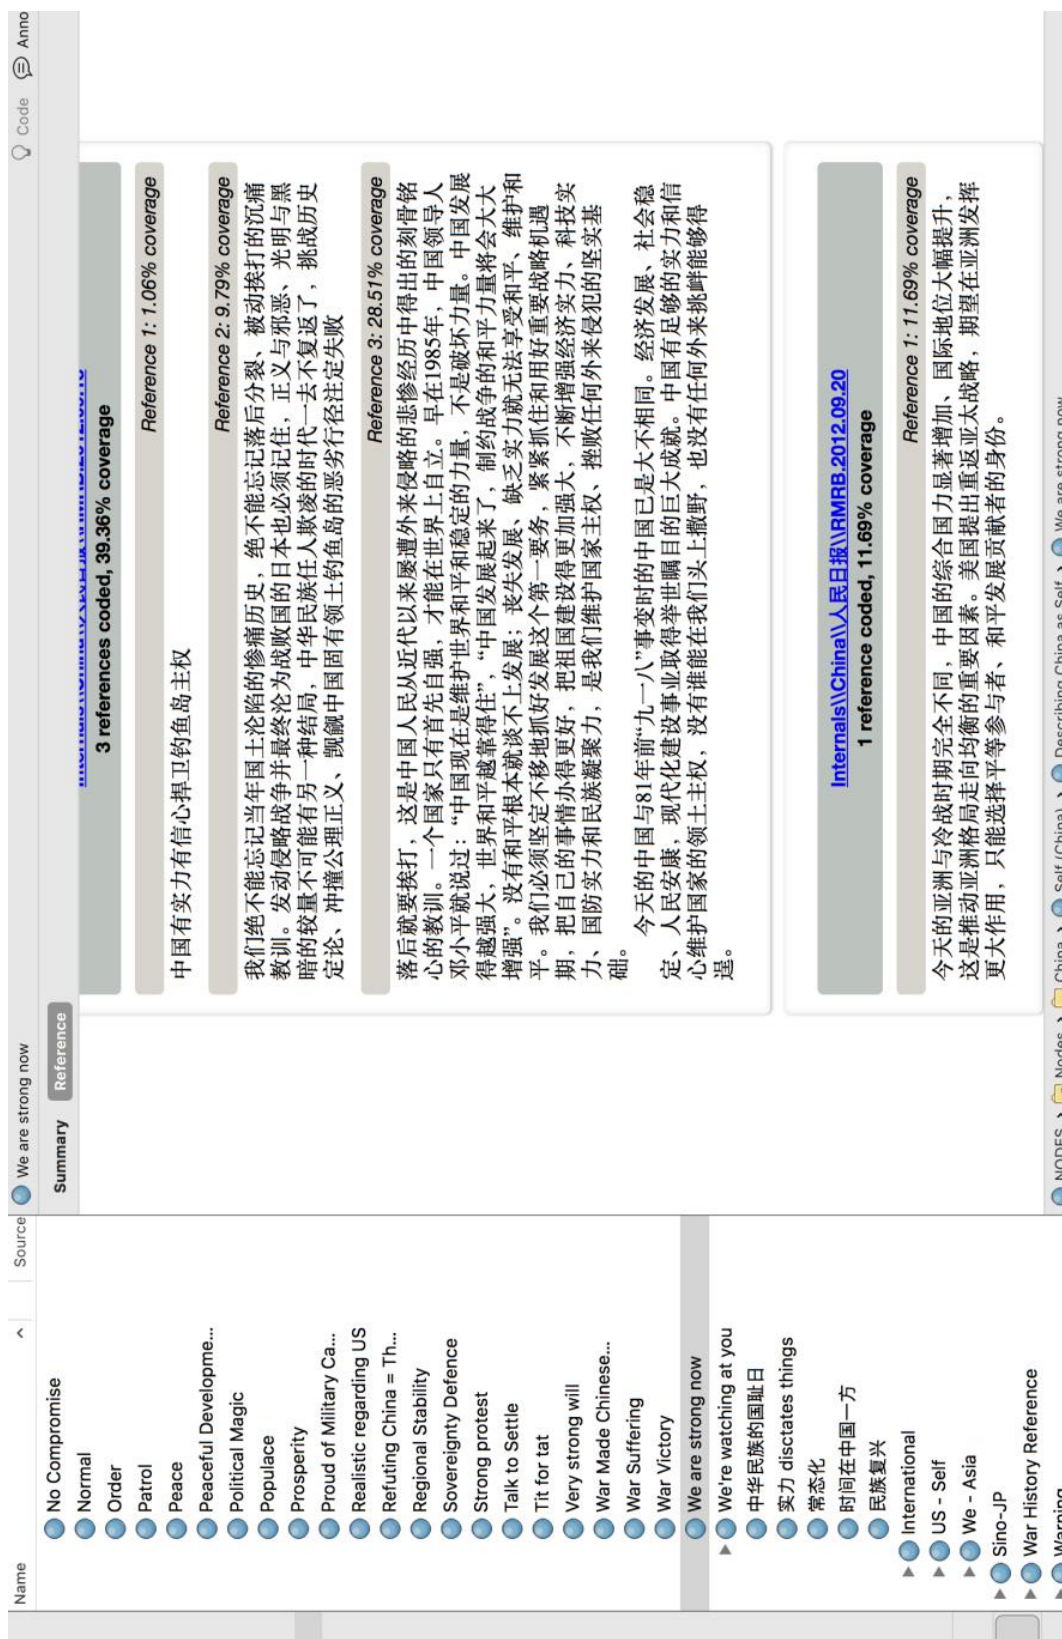 Name
Source
No Compromise
Normal
Order
Patrol
Peace
Peaceful Developme...
Political Magic
Populace
Prosperity
Proud of Military Ca...
Realistic regarding US
Refuting China = Th...
Regional Stability
Sovereignty Defence
Strong protest
Talk to Settle
Tit for tat
Very strong will
War Made Chinese...
War Suffering
War Victory
We are strong now
We're watching at you
中华民族的国耻日
实力 disctates things
常态化
时间在中国一方
民族复兴
International
US - Self
We - Asia
Sino-JP
War History Reference
Warning
We are strong now
Code
Anno
Summary
Reference
3 references coded, 39.36% coverage
Reference 1: 1.06% coverage
中国有实力有信心捍卫钓鱼岛主权
Reference 2: 9.79% coverage
我们绝不能忘记当年国土沦陷的惨痛历史，绝不能忘记落后分裂、被动挨打的沉痛
教训。发动侵略战争并最终沦为战败国的日本也必须记住，正义与邪恶、光明与黑
暗的较量不可能有另一种结局，中华民族任人欺凌的时代一去不复返了，挑战历史
定论、冲撞公理正义、觊觎中国固有领土钓鱼岛的恶劣行径注定失败
Reference 3: 28.51% coverage
落后就要挨打，这是中国人民从近代以来屡遭外来侵略的悲惨经历中得出的刻骨铭
心的教训。一个国家只有首先自强，才能在世界上自立。早在1985年，中国领导人
邓小平就说过：“中国现在是维护世界和平和稳定的力量，不是破坏力量。中国发展
得越强大，世界和平越靠得住”，“中国发展起来了，制约战争的和平力量将会大大
增强”。没有和平根本就谈不上发展；丧失发展、缺乏实力就无法享受和平、维护和
平。我们必须坚定不移地抓好发展这个第一要务，紧紧抓住和用好重要战略机遇
期，把自己的事情办得更好，把祖国建设得更加强大，不断增强经济实力、科技实
力、国防实力和民族凝聚力，是我们维护国家主权、挫败任何外来侵犯的坚实基
础。
今天的中国与81年前“九一八”事变时的中国已是大不相同。经济发展、社会稳
定、人民安康，现代化建设事业取得举世瞩目的巨大成就。中国有足够的实力和信
心维护国家的领土主权，没有谁能在我们头上撒野，也没有任何外来挑衅能够得
逞。
Internals\\China\\人民日报\\RMRB.2012.09.20
1 reference coded, 11.69% coverage
Reference 1: 11.69% coverage
今天的亚洲与冷战时期完全不同，中国的综合国力显著增加、国际地位大幅提升，
这是推动亚洲格局走向均衡的重要因素。美国提出重返亚太战略，期望在亚洲发挥
更大作用，只能选择平等参与者、和平发展贡献者的身份。
NODES › Nodes › China › Self (China) › Describing China as Self › We are strong now